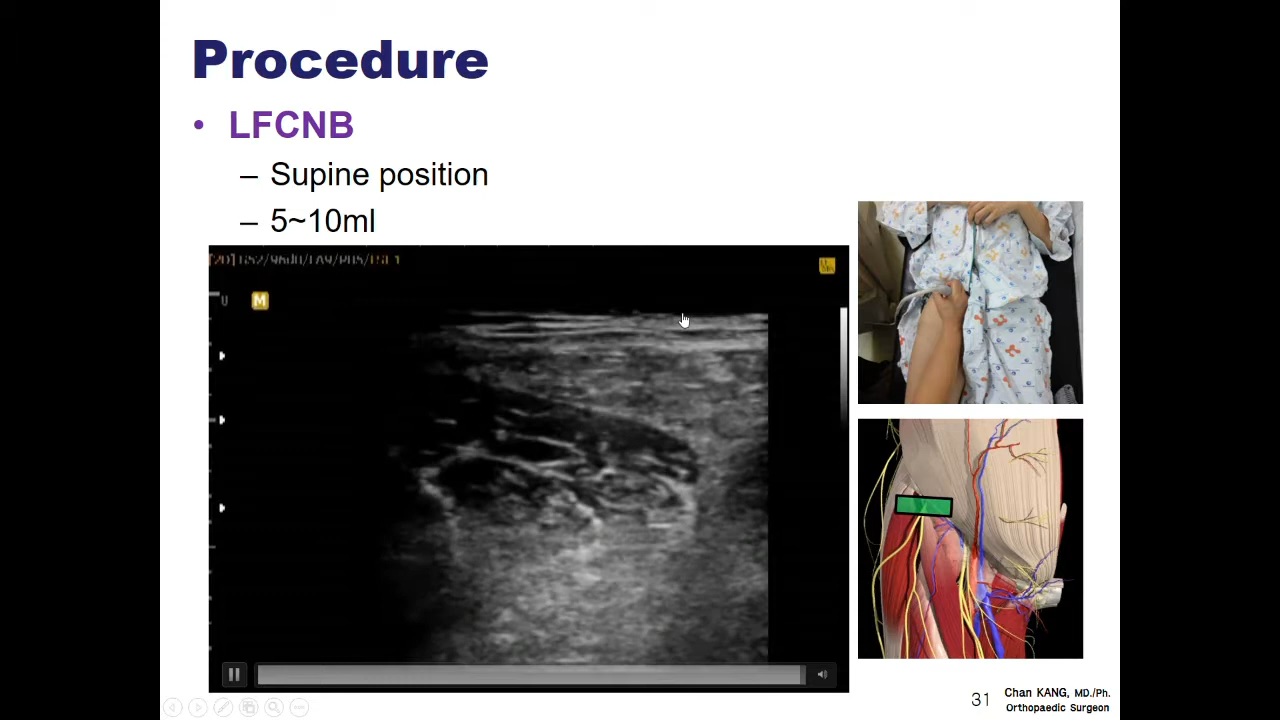 Procedure
• LFCNB
– Supine position
– 5~10ml
M
31
Chan KANG, MD./Ph.
Orthopaedic Surgeon